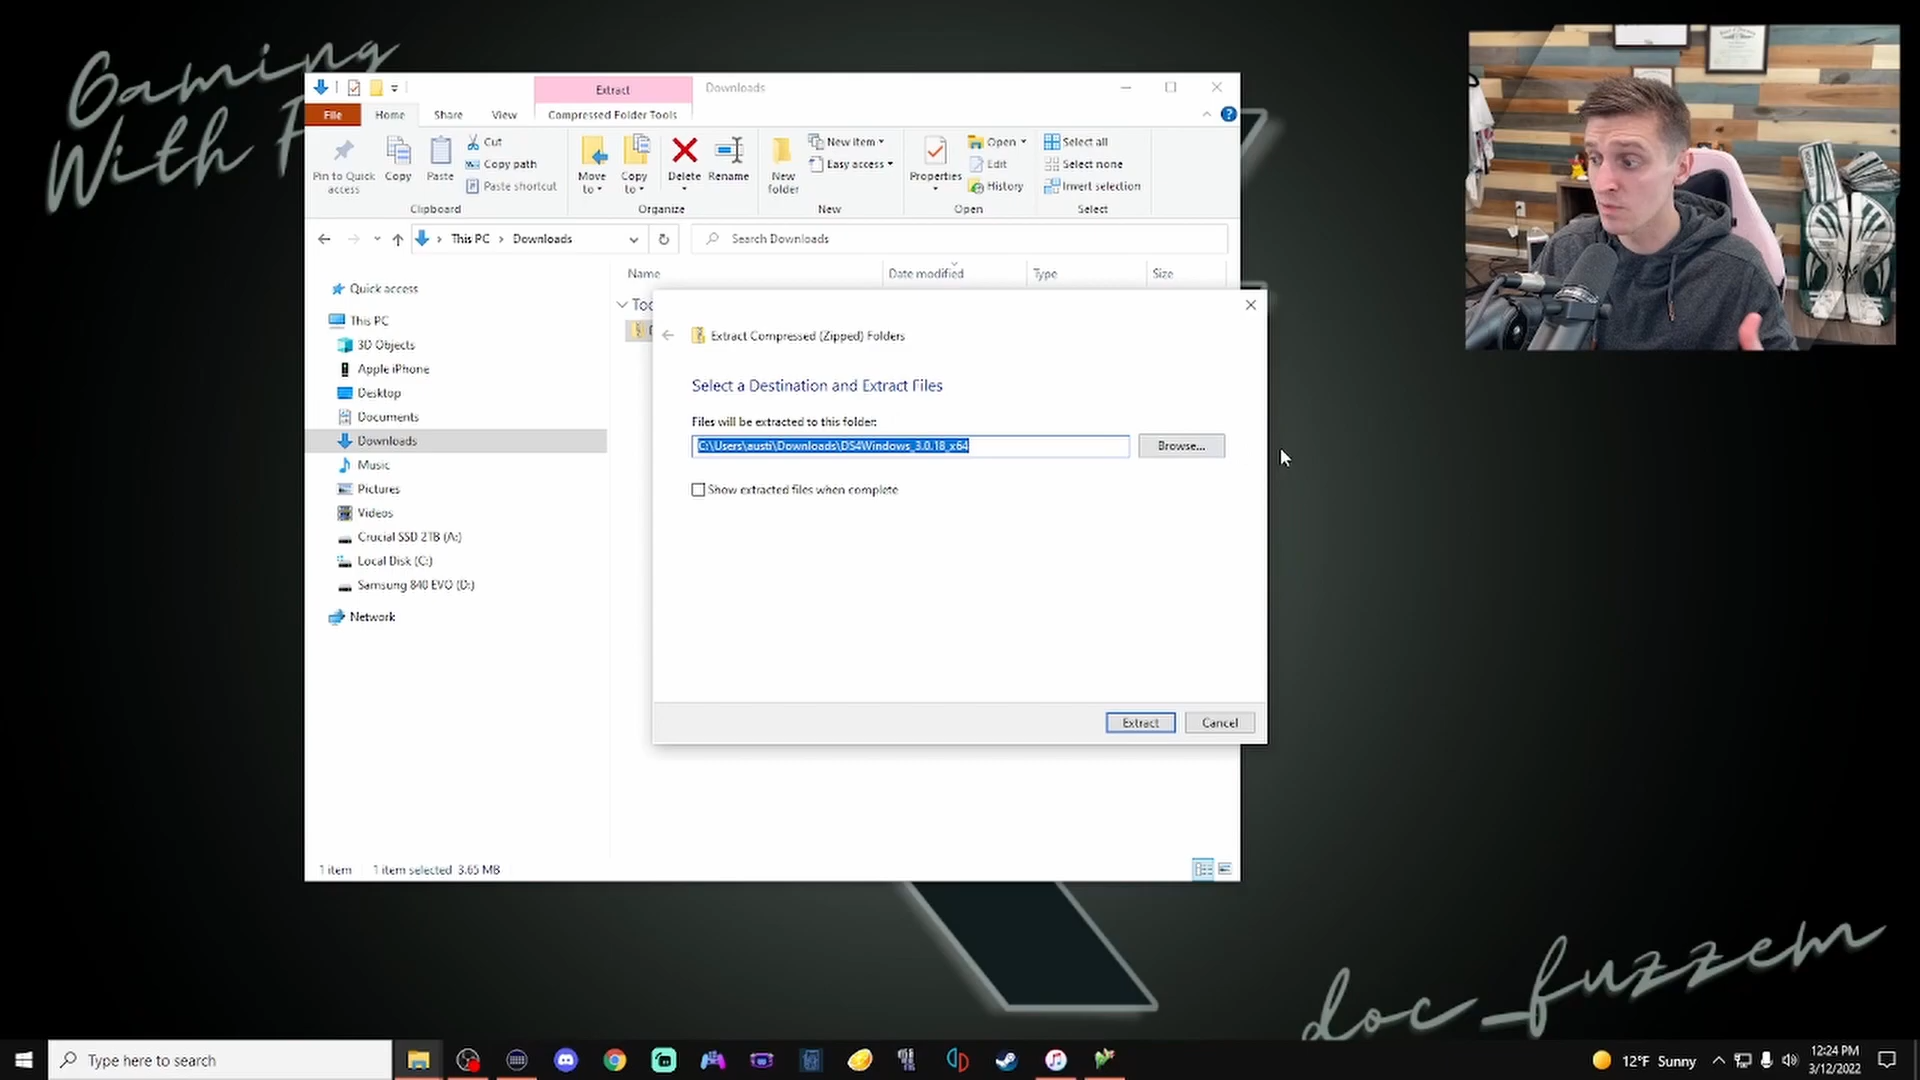 Gaming
With
Extract
Downloads
File
Home
Share
View
Compressed Folder Tools
Pin to Quick access
Copy
Paste
Cut
Copy path
Paste shortcut
Clipboard
Move to
Copy to
Delete
Rename
Organize
New folder
New item
Easy access
New
Properties
Open
Edit
History
Open
Select all
Select none
Invert selection
Select
This PC > Downloads
Search Downloads
Name
Date modified
Type
Size
Quick access
This PC
3D Objects
Apple iPhone
Desktop
Documents
Downloads
Music
Pictures
Videos
Crucial SSD 2TB (A:)
Local Disk (C:)
Samsung 840 EVO (D:)
Network
Extract Compressed (Zipped) Folders
Select a Destination and Extract Files
Files will be extracted to this folder:
C:\Users\austi\Downloads\DS4Windows_3.0.18_x64
Browse...
Show extracted files when complete
Extract
Cancel
1 item
1 item selected 3.65 MB
doc_fuzzem
Type here to search
12°F Sunny
12:24 PM
3/12/2022